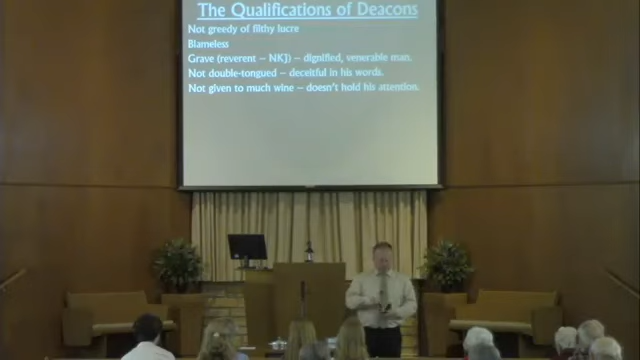 The Qualifications of Deacons
Not greedy of filthy lucre
Blameless
Grave (reverent – NKJ) – dignified, venerable man.
Not double-tongued – deceitful in his words.
Not given to much wine – doesn't hold his attention.